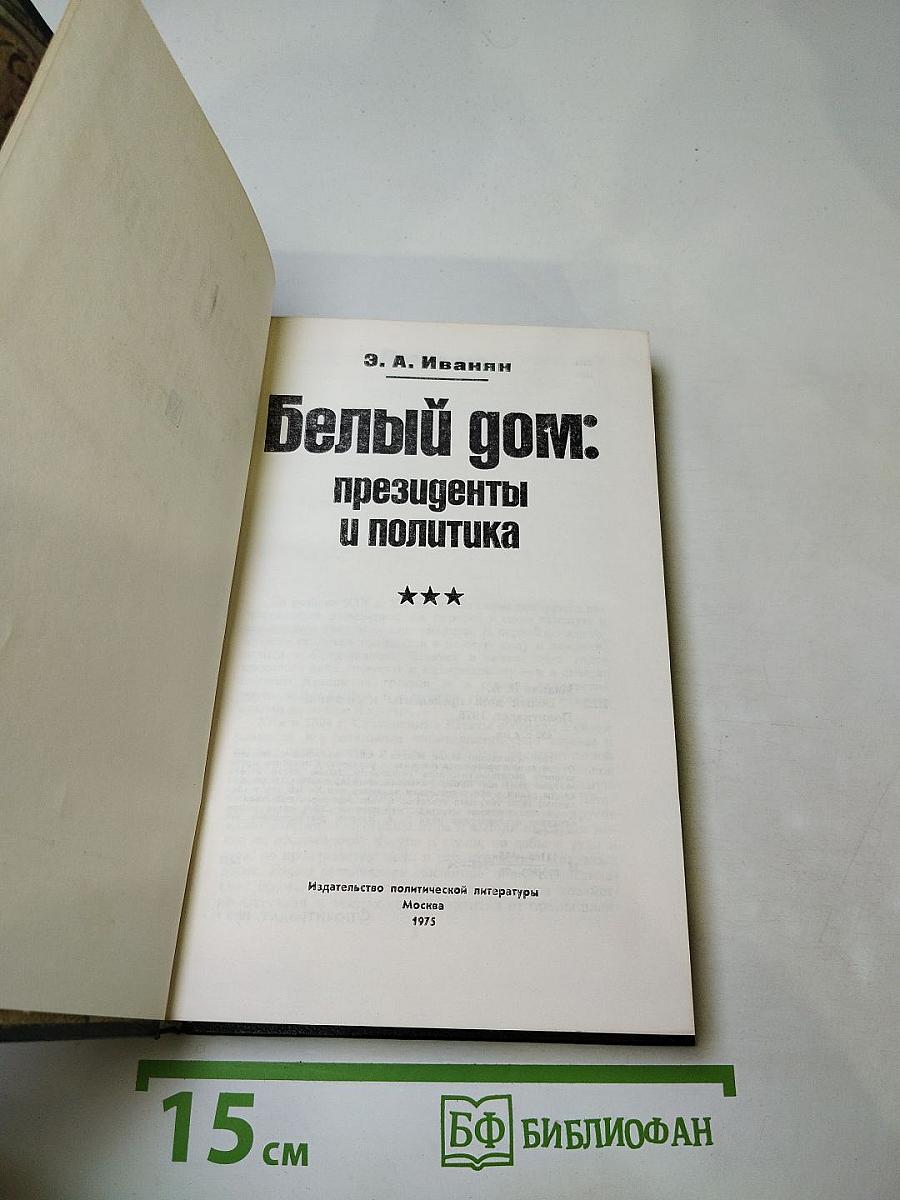 Э. А. Иванян
Белый дом:
президенты
и политика
★★★
Издательство политической литературы
Москва
1975
15 см
БФ БИБЛИОФАН